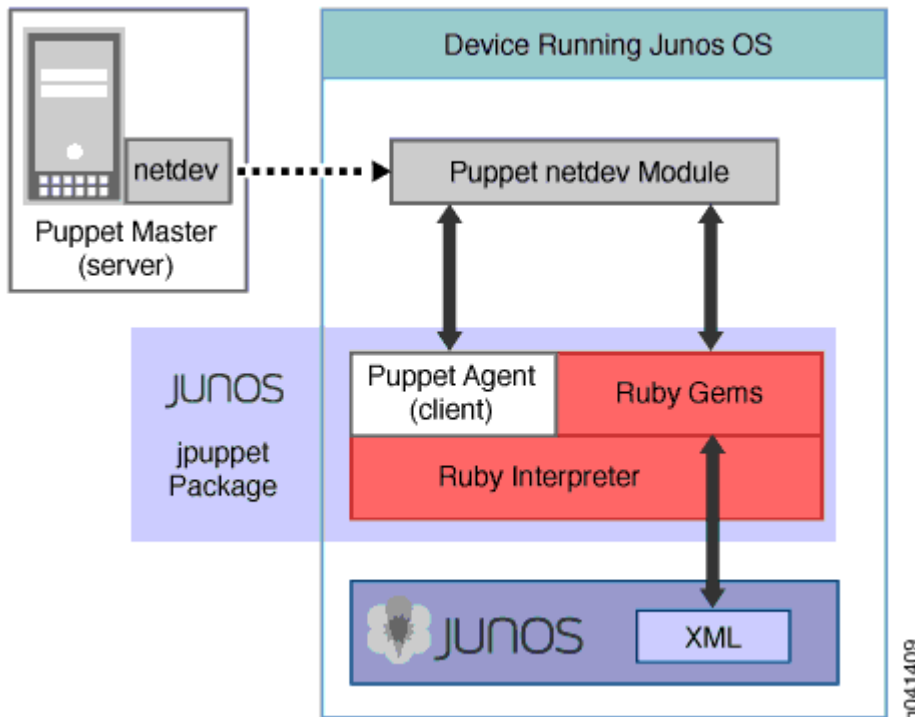 Device Running Junos OS
netdev
Puppet netdev Module
Puppet Master
(server)
JUNOS
jpuppet
Package
Puppet Agent
(client)
Ruby Gems
Ruby Interpreter
JUNOS
XML
g041409